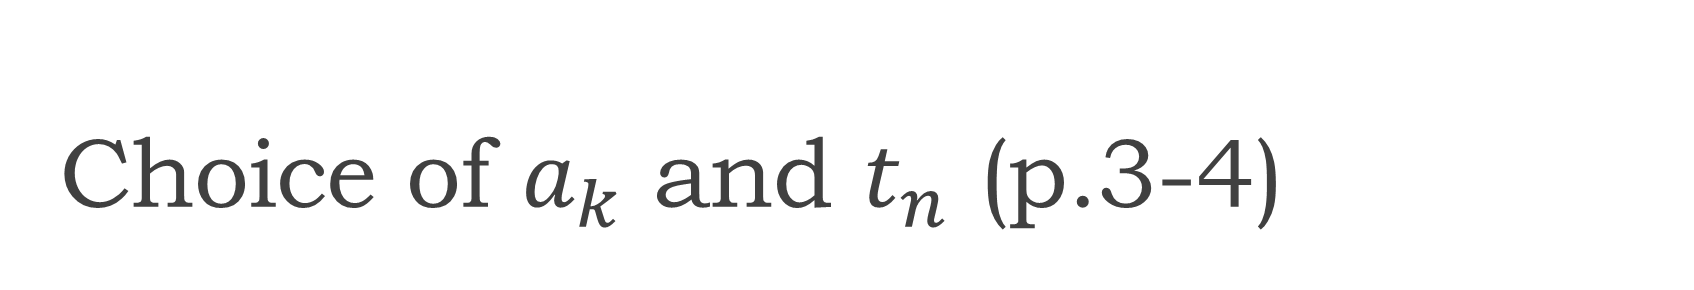 Choice of $a_k$ and $t_n$ (p.3-4)